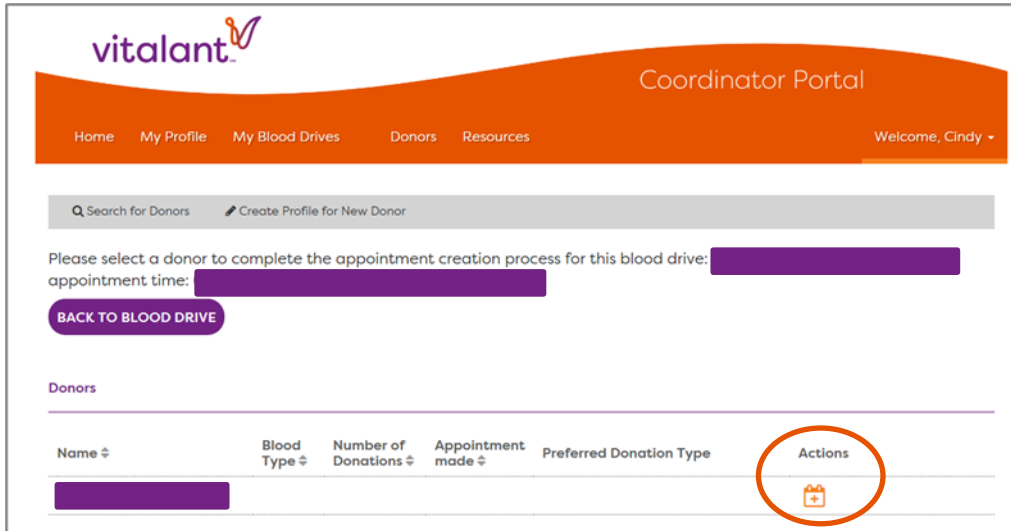 vitalant
Coordinator Portal
Home My Profile My Blood Drives Donors Resources Welcome, Cindy
Search for Donors Create Profile for New Donor
Please select a donor to complete the appointment creation process for this blood drive:
appointment time:
BACK TO BLOOD DRIVE
Donors
Name Blood Type Number of Donations Appointment made Preferred Donation Type Actions